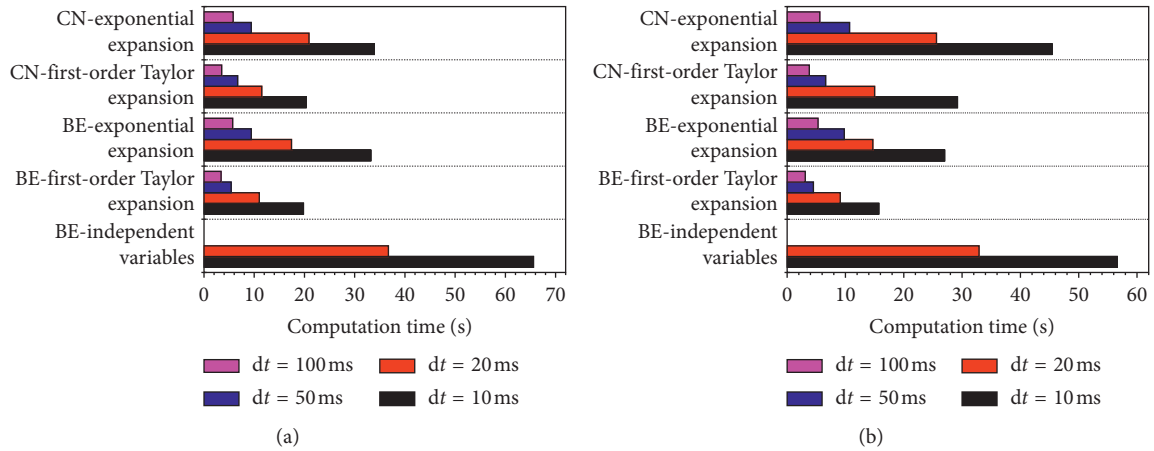 CN-exponential
expansion
CN-first-order Taylor
expansion
BE-exponential
expansion
BE-first-order Taylor
expansion
BE-independent
variables
0 10 20 30 40 50 60 70
Computation time (s)
dt = 100 ms
dt = 20 ms
dt = 50 ms
dt = 10 ms
(a)
CN-exponential
expansion
CN-first-order Taylor
expansion
BE-exponential
expansion
BE-first-order Taylor
expansion
BE-independent
variables
0 10 20 30 40 50 60
Computation time (s)
dt = 100 ms
dt = 20 ms
dt = 50 ms
dt = 10 ms
(b)